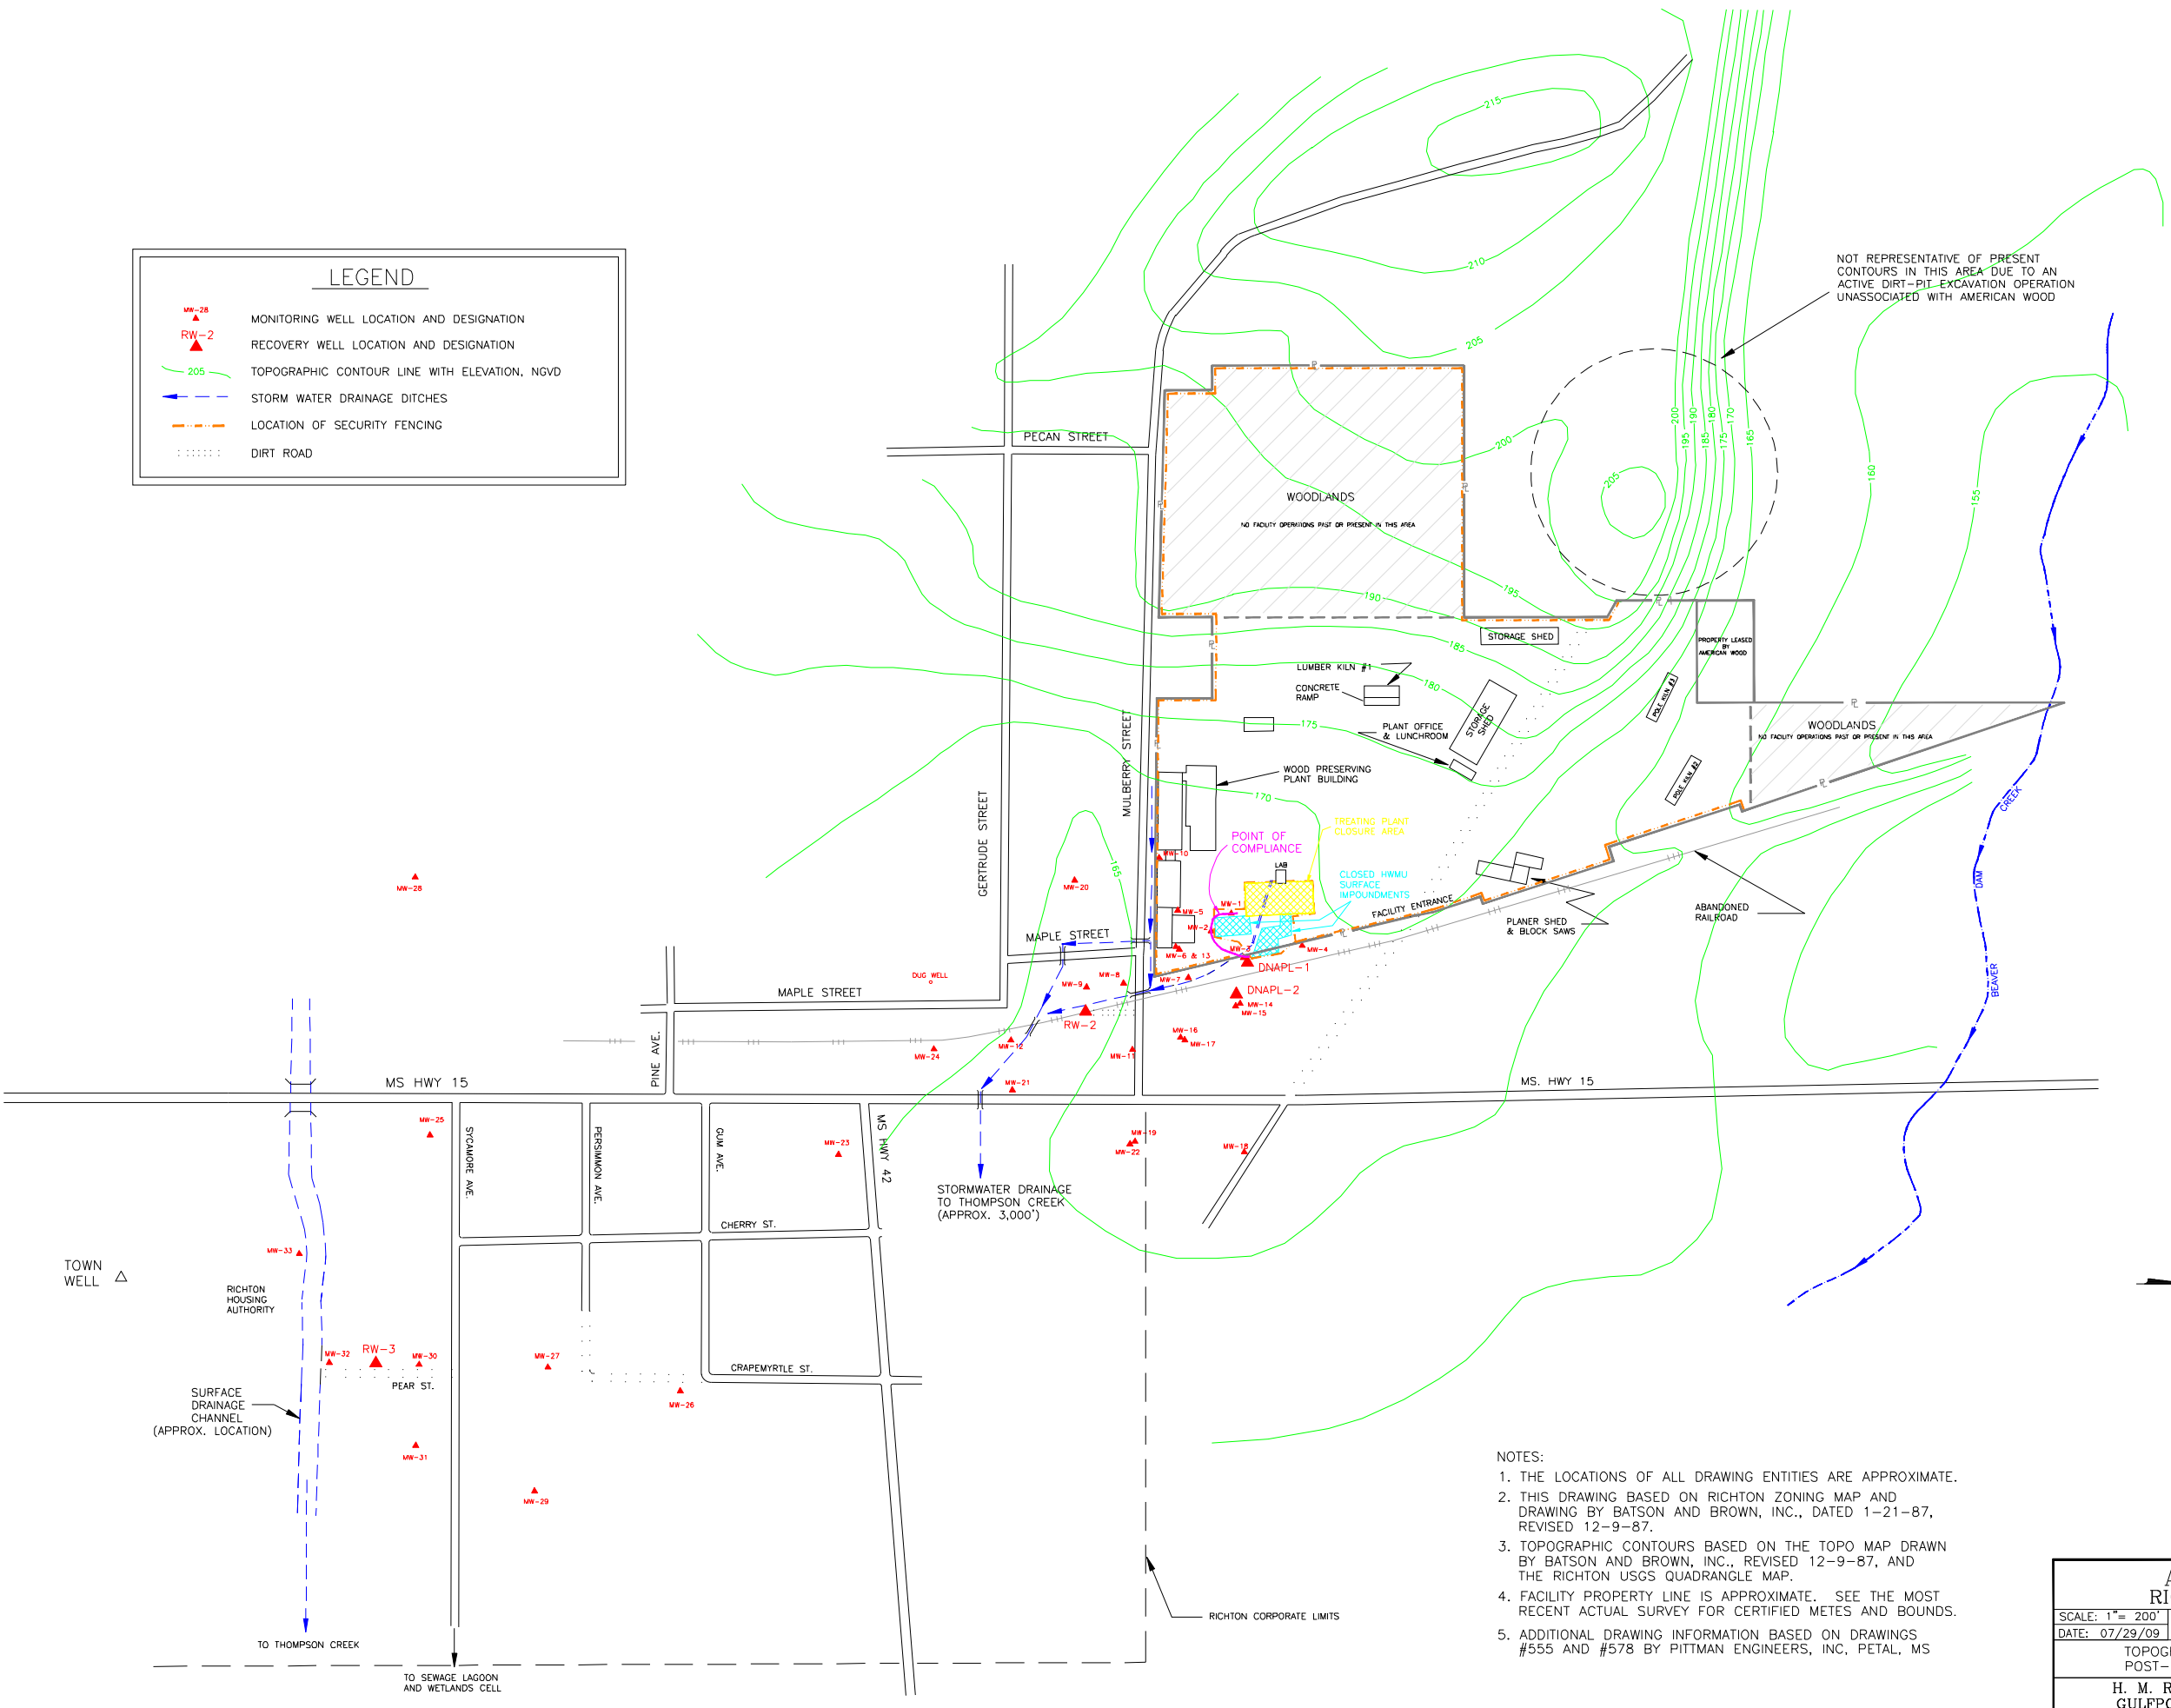 LEGEND
MW-28
MONITORING WELL LOCATION AND DESIGNATION
RW-2
RECOVERY WELL LOCATION AND DESIGNATION
205
TOPOGRAPHIC CONTOUR LINE WITH ELEVATION, NGVD
STORM WATER DRAINAGE DITCHES
LOCATION OF SECURITY FENCING
DIRT ROAD
215
210
205
NOT REPRESENTATIVE OF PRESENT
CONTOURS IN THIS AREA DUE TO AN
ACTIVE DIRT-PIT EXCAVATION OPERATION
UNASSOCIATED WITH AMERICAN WOOD
200
195
190
185
180
175
170
165
160
155
200
205
PECAN STREET
WOODLANDS
NO FACILITY OPERATIONS PAST OR PRESENT IN THIS AREA
195
190
185
180
175
170
165
STORAGE SHED
PROPERTY LEASED
BY
AMERICAN WOOD
LUMBER KILN #1
CONCRETE
RAMP
STORAGE
SHED
PLANT OFFICE
& LUNCHROOM
POLE KILN #3
POLE KILN #2
WOODLANDS
NO FACILITY OPERATIONS PAST OR PRESENT IN THIS AREA
WOOD PRESERVING
PLANT BUILDING
MULBERRY STREET
GERTRUDE STREET
POINT OF
COMPLIANCE
TREATING PLANT
CLOSURE AREA
LAB
CLOSED HWMU
SURFACE
IMPOUNDMENTS
FACILITY ENTRANCE
PLANER SHED
& BLOCK SAWS
ABANDONED
RAILROAD
BEAVER
DAM
CREEK
MW-28
MW-20
MW-10
MW-5
MW-1
MW-2
MW-3
MW-4
MW-6 & 13
MW-7
MW-8
MW-9
DNAPL-1
DNAPL-2
MW-14
MW-15
MW-16
MW-17
RW-2
MW-11
MW-12
MW-24
MW-21
DUG WELL
MAPLE STREET
MAPLE STREET
PINE AVE.
MS HWY 15
MS. HWY 15
MW-25
SYCAMORE AVE.
PERSIMMON AVE.
GUM AVE.
MW-23
MS HWY 42
MW-19
MW-22
MW-18
STORMWATER DRAINAGE
TO THOMPSON CREEK
(APPROX. 3,000')
CHERRY ST.
CRAPEMYRTLE ST.
MW-33
TOWN
WELL
RICHTON
HOUSING
AUTHORITY
MW-32
RW-3
MW-30
MW-27
PEAR ST.
MW-26
SURFACE
DRAINAGE
CHANNEL
(APPROX. LOCATION)
MW-31
MW-29
TO THOMPSON CREEK
TO SEWAGE LAGOON
AND WETLANDS CELL
RICHTON CORPORATE LIMITS
NOTES:
1. THE LOCATIONS OF ALL DRAWING ENTITIES ARE APPROXIMATE.
2. THIS DRAWING BASED ON RICHTON ZONING MAP AND
DRAWING BY BATSON AND BROWN, INC., DATED 1-21-87,
REVISED 12-9-87.
3. TOPOGRAPHIC CONTOURS BASED ON THE TOPO MAP DRAWN
BY BATSON AND BROWN, INC., REVISED 12-9-87, AND
THE RICHTON USGS QUADRANGLE MAP.
4. FACILITY PROPERTY LINE IS APPROXIMATE. SEE THE MOST
RECENT ACTUAL SURVEY FOR CERTIFIED METES AND BOUNDS.
5. ADDITIONAL DRAWING INFORMATION BASED ON DRAWINGS
#555 AND #578 BY PITTMAN ENGINEERS, INC, PETAL, MS
SCALE: 1"= 200'
DATE: 07/29/09
POST-
H. M. R